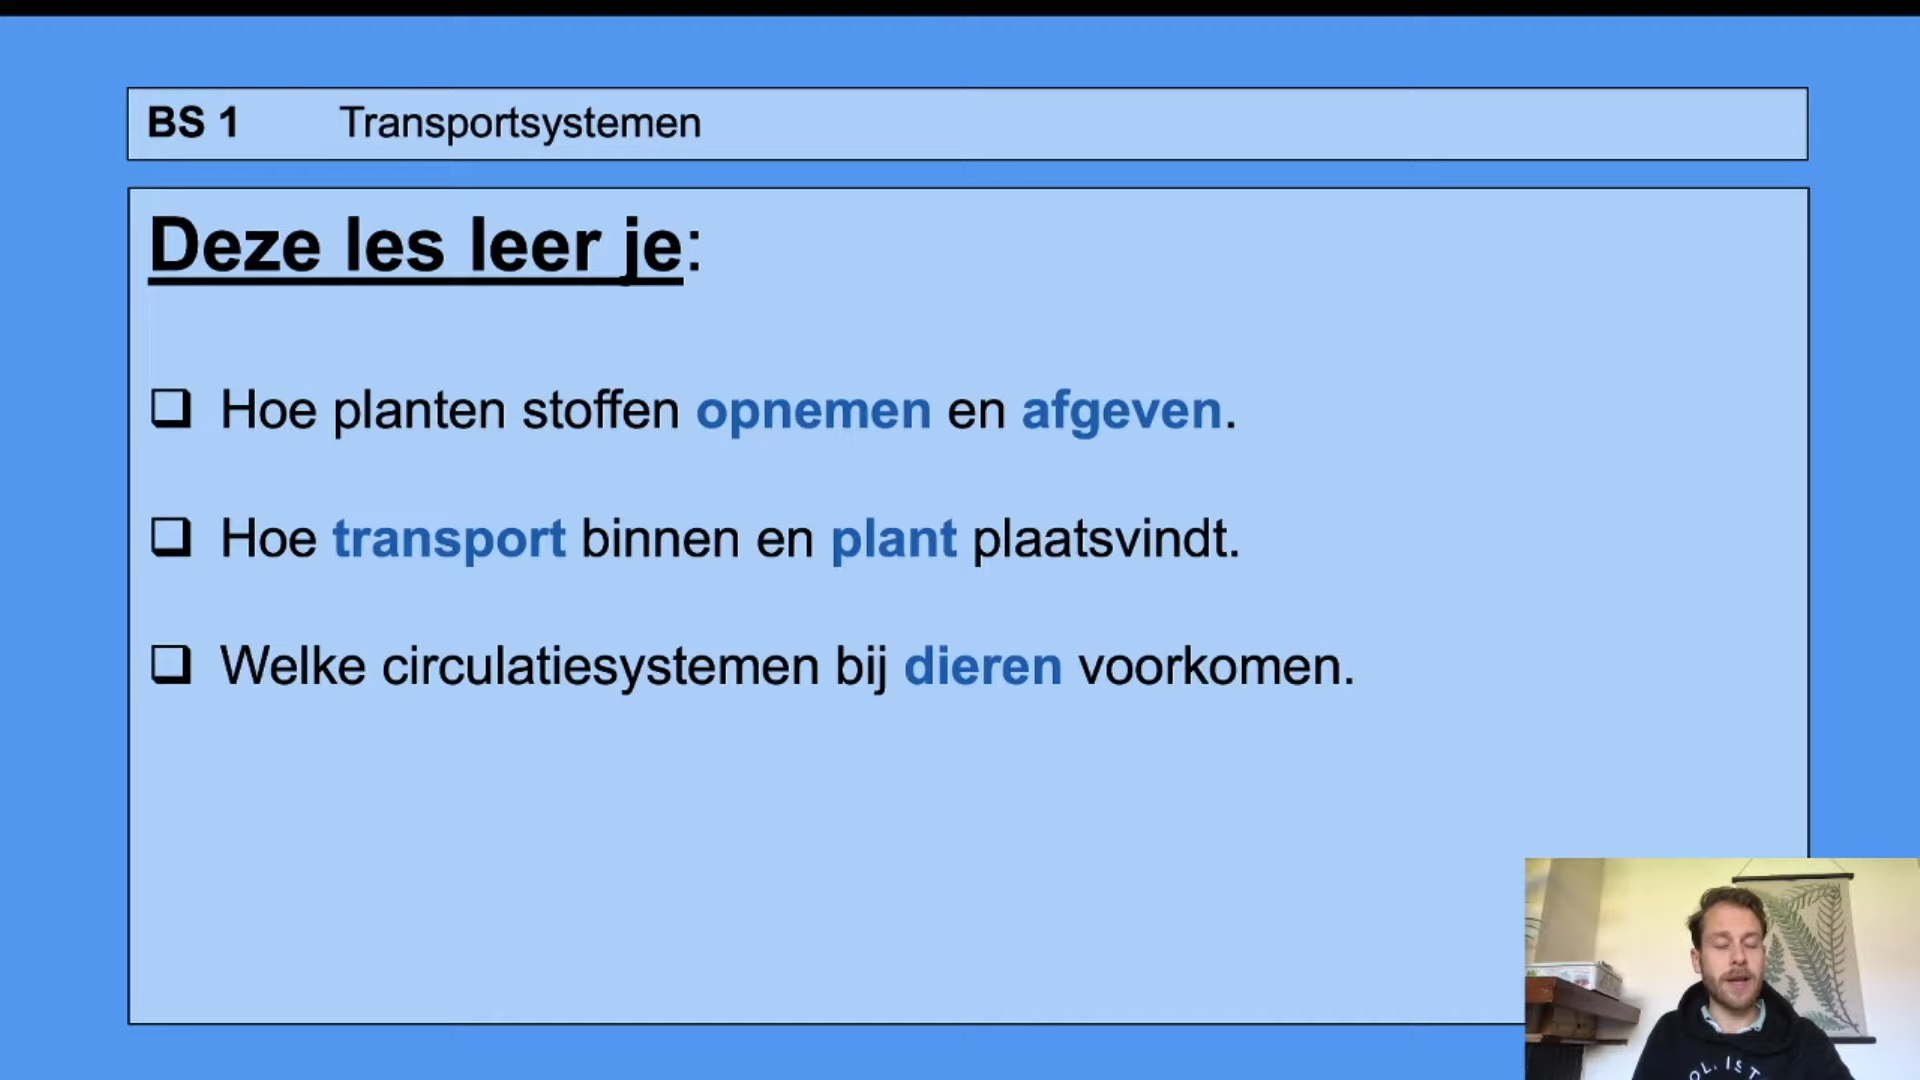 BS 1 Transportsystemen
Deze les leer je:
Hoe planten stoffen opnemen en afgeven.
Hoe transport binnen en plant plaatsvindt.
Welke circulatiesystemen bij dieren voorkomen.